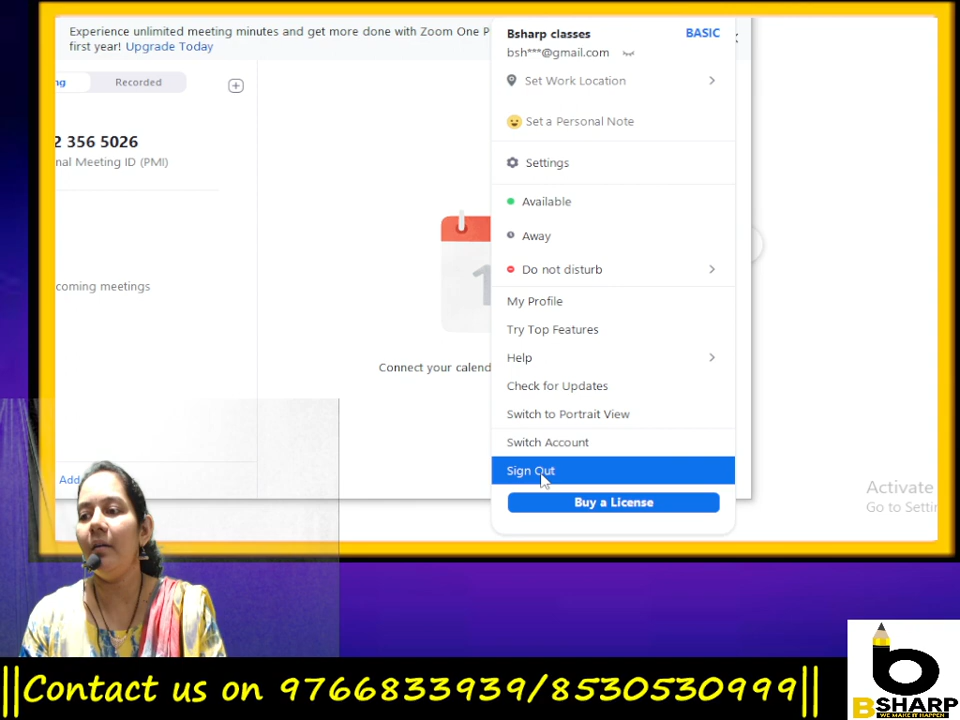 Experience unlimited meeting minutes and get more done with Zoom One P
first year! Upgrade Today
ng Recorded
2 356 5026
nal Meeting ID (PMI)
coming meetings
Connect your calend
Add
Bsharp classes BASIC
bsh***@gmail.com
Set Work Location
Set a Personal Note
Settings
Available
Away
Do not disturb
My Profile
Try Top Features
Help
Check for Updates
Switch to Portrait View
Switch Account
Sign Out
Buy a License
1
Activate
Go to Setti
||Contact us on 9766833939/8530530999||
b
BSHARP
WE MAKE IT HAPPEN